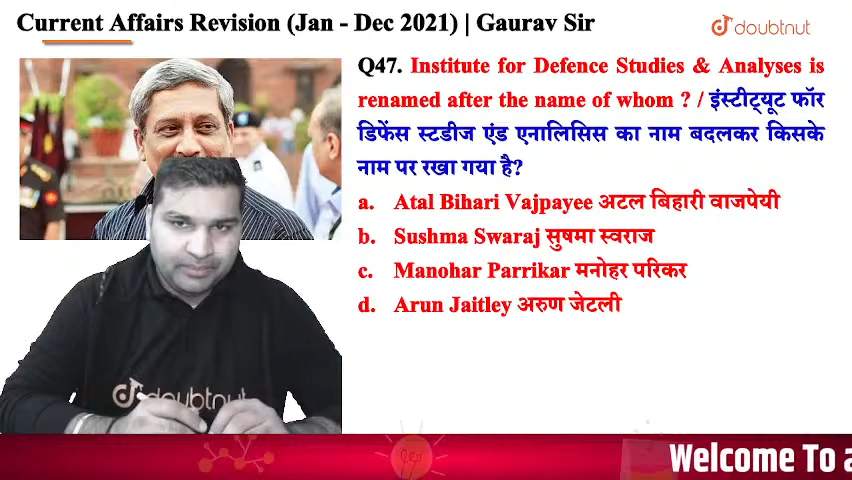 Current Affairs Revision (Jan - Dec 2021) | Gaurav Sir
doubtnut
Q47. Institute for Defence Studies & Analyses is
renamed after the name of whom ? / इंस्टीट्यूट फॉर
डिफेंस स्टडीज एंड एनालिसिस का नाम बदलकर किसके
नाम पर रखा गया है?
a. Atal Bihari Vajpayee अटल बिहारी वाजपेयी
b. Sushma Swaraj सुषमा स्वराज
c. Manohar Parrikar मनोहर परिकर
d. Arun Jaitley अरुण जेटली
doubtnut
Welcome To a